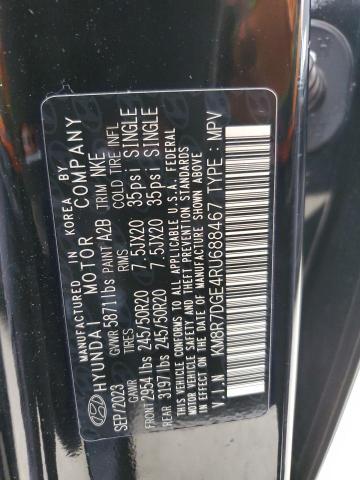 MANUFACTURED IN KOREA BY
HYUNDAI MOTOR COMPANY
SEP/2023 GVWR 5871lbs PAINT A2B TRIM NKE
GAWR TIRES RIMS COLD TIRE INFL
FRONT 2954 lbs 245/50R20 7.5JX20 35psi SINGLE
REAR 3197 lbs 245/50R20 7.5JX20 35psi SINGLE
THIS VEHICLE CONFORMS TO ALL APPLICABLE U.S.A. FEDERAL
MOTOR VEHICLE SAFETY AND THEFT PREVENTION STANDARDS
IN EFFECT ON THE DATE OF MANUFACTURE SHOWN ABOVE
V.I.N : KM8R7DGE4RU688467 TYPE : MPV